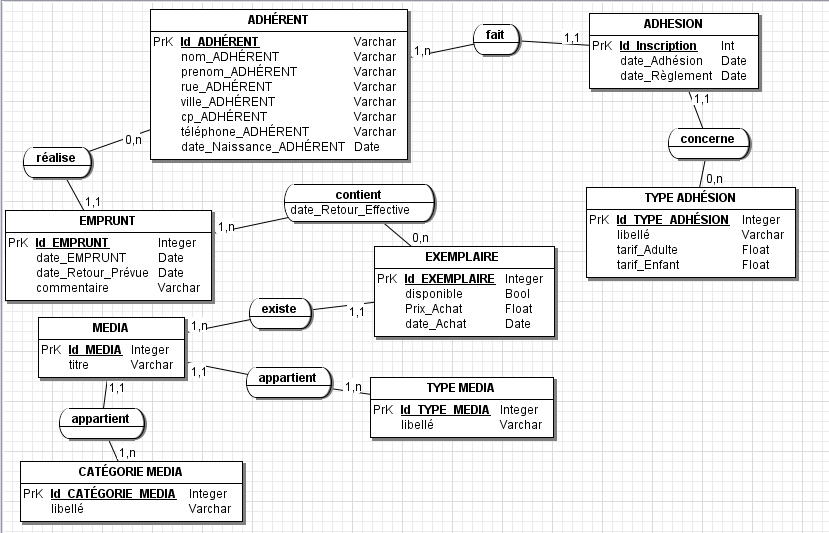 ADHÉRENT
PrK Id_ADHÉRENT Varchar
nom_ADHÉRENT Varchar
prenom_ADHÉRENT Varchar
rue_ADHÉRENT Varchar
ville_ADHÉRENT Varchar
cp_ADHÉRENT Varchar
téléphone_ADHÉRENT Varchar
date_Naissance_ADHÉRENT Date
1,n
fait
1,1
ADHESION
PrK Id_Inscription Int
date_Adhésion Date
date_Règlement Date
1,1
concerne
0,n
TYPE ADHÉSION
PrK Id_TYPE_ADHÉSION Integer
libellé Varchar
tarif_Adulte Float
tarif_Enfant Float
0,n
réalise
1,1
EMPRUNT
PrK Id_EMPRUNT Integer
date_EMPRUNT Date
date_Retour_Prévue Date
commentaire Varchar
1,n
contient
date_Retour_Effective
0,n
EXEMPLAIRE
PrK Id_EXEMPLAIRE Integer
disponible Bool
Prix_Achat Float
date_Achat Date
1,1
existe
1,n
MEDIA
PrK Id_MEDIA Integer
titre Varchar
1,1
appartient
1,n
TYPE MEDIA
PrK Id_TYPE_MEDIA Integer
libellé Varchar
1,1
appartient
1,n
CATÉGORIE MEDIA
PrK Id_CATÉGORIE_MEDIA Integer
libellé Varchar